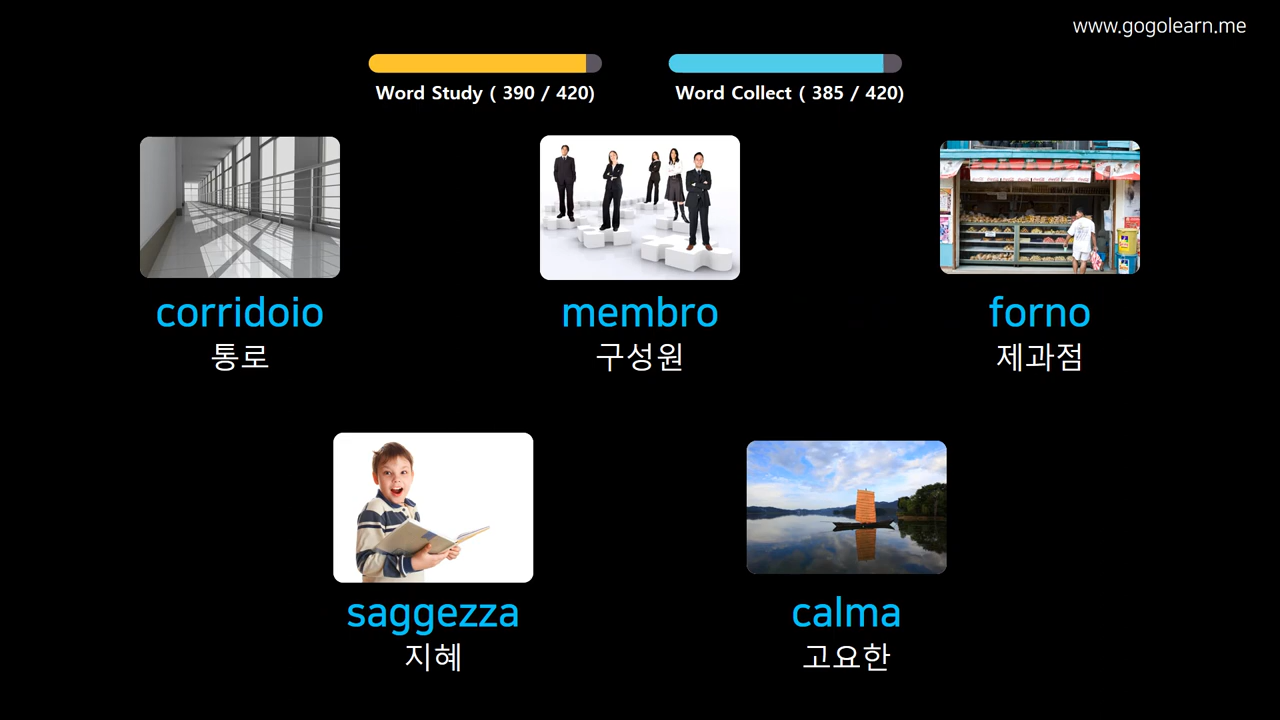 www.gogolearn.me
Word Study ( 390 / 420)
Word Collect ( 385 / 420)
corridoio
통로
membro
구성원
forno
제과점
saggezza
지혜
calma
고요한